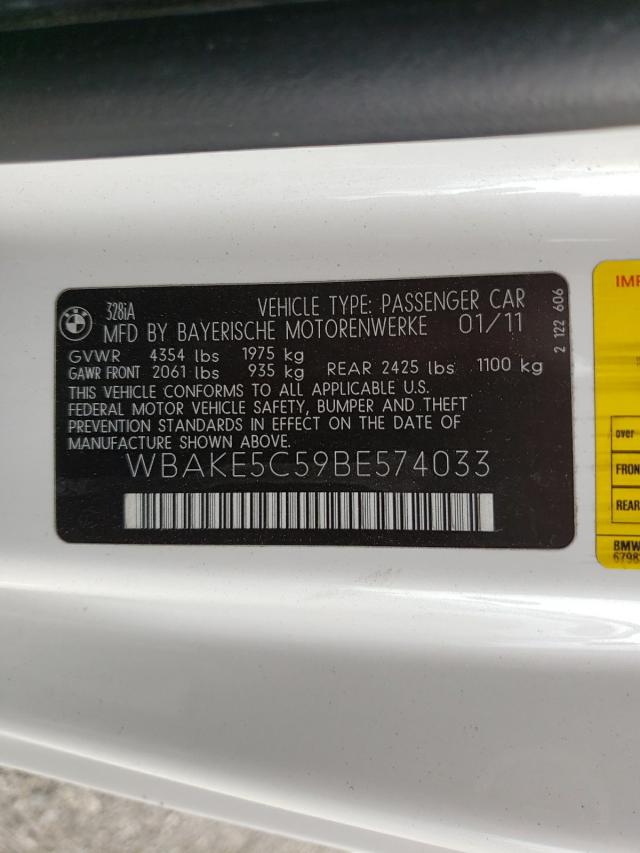 328iA
VEHICLE TYPE: PASSENGER CAR
MFD BY BAYERISCHE MOTORENWERKE 01/11
GVWR 4354 lbs 1975 kg
GAWR FRONT 2061 lbs 935 kg REAR 2425 lbs 1100 kg
THIS VEHICLE CONFORMS TO ALL APPLICABLE U.S.
FEDERAL MOTOR VEHICLE SAFETY, BUMPER AND THEFT
PREVENTION STANDARDS IN EFFECT ON THE DATE OF
MANUFACTURE SHOWN ABOVE.
WBAKE5C59BE574033
2 122 606
IMP
over
FRON
REAR
BMW
6798